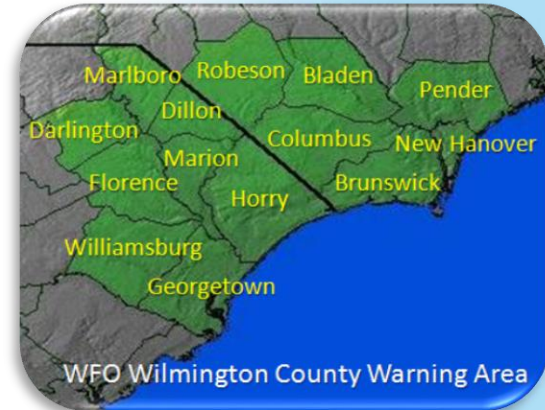 Marlboro
Robeson
Bladen
Pender
Dillon
Darlington
Columbus
New Hanover
Marion
Florence
Brunswick
Horry
Williamsburg
Georgetown
WFO Wilmington County Warning Area